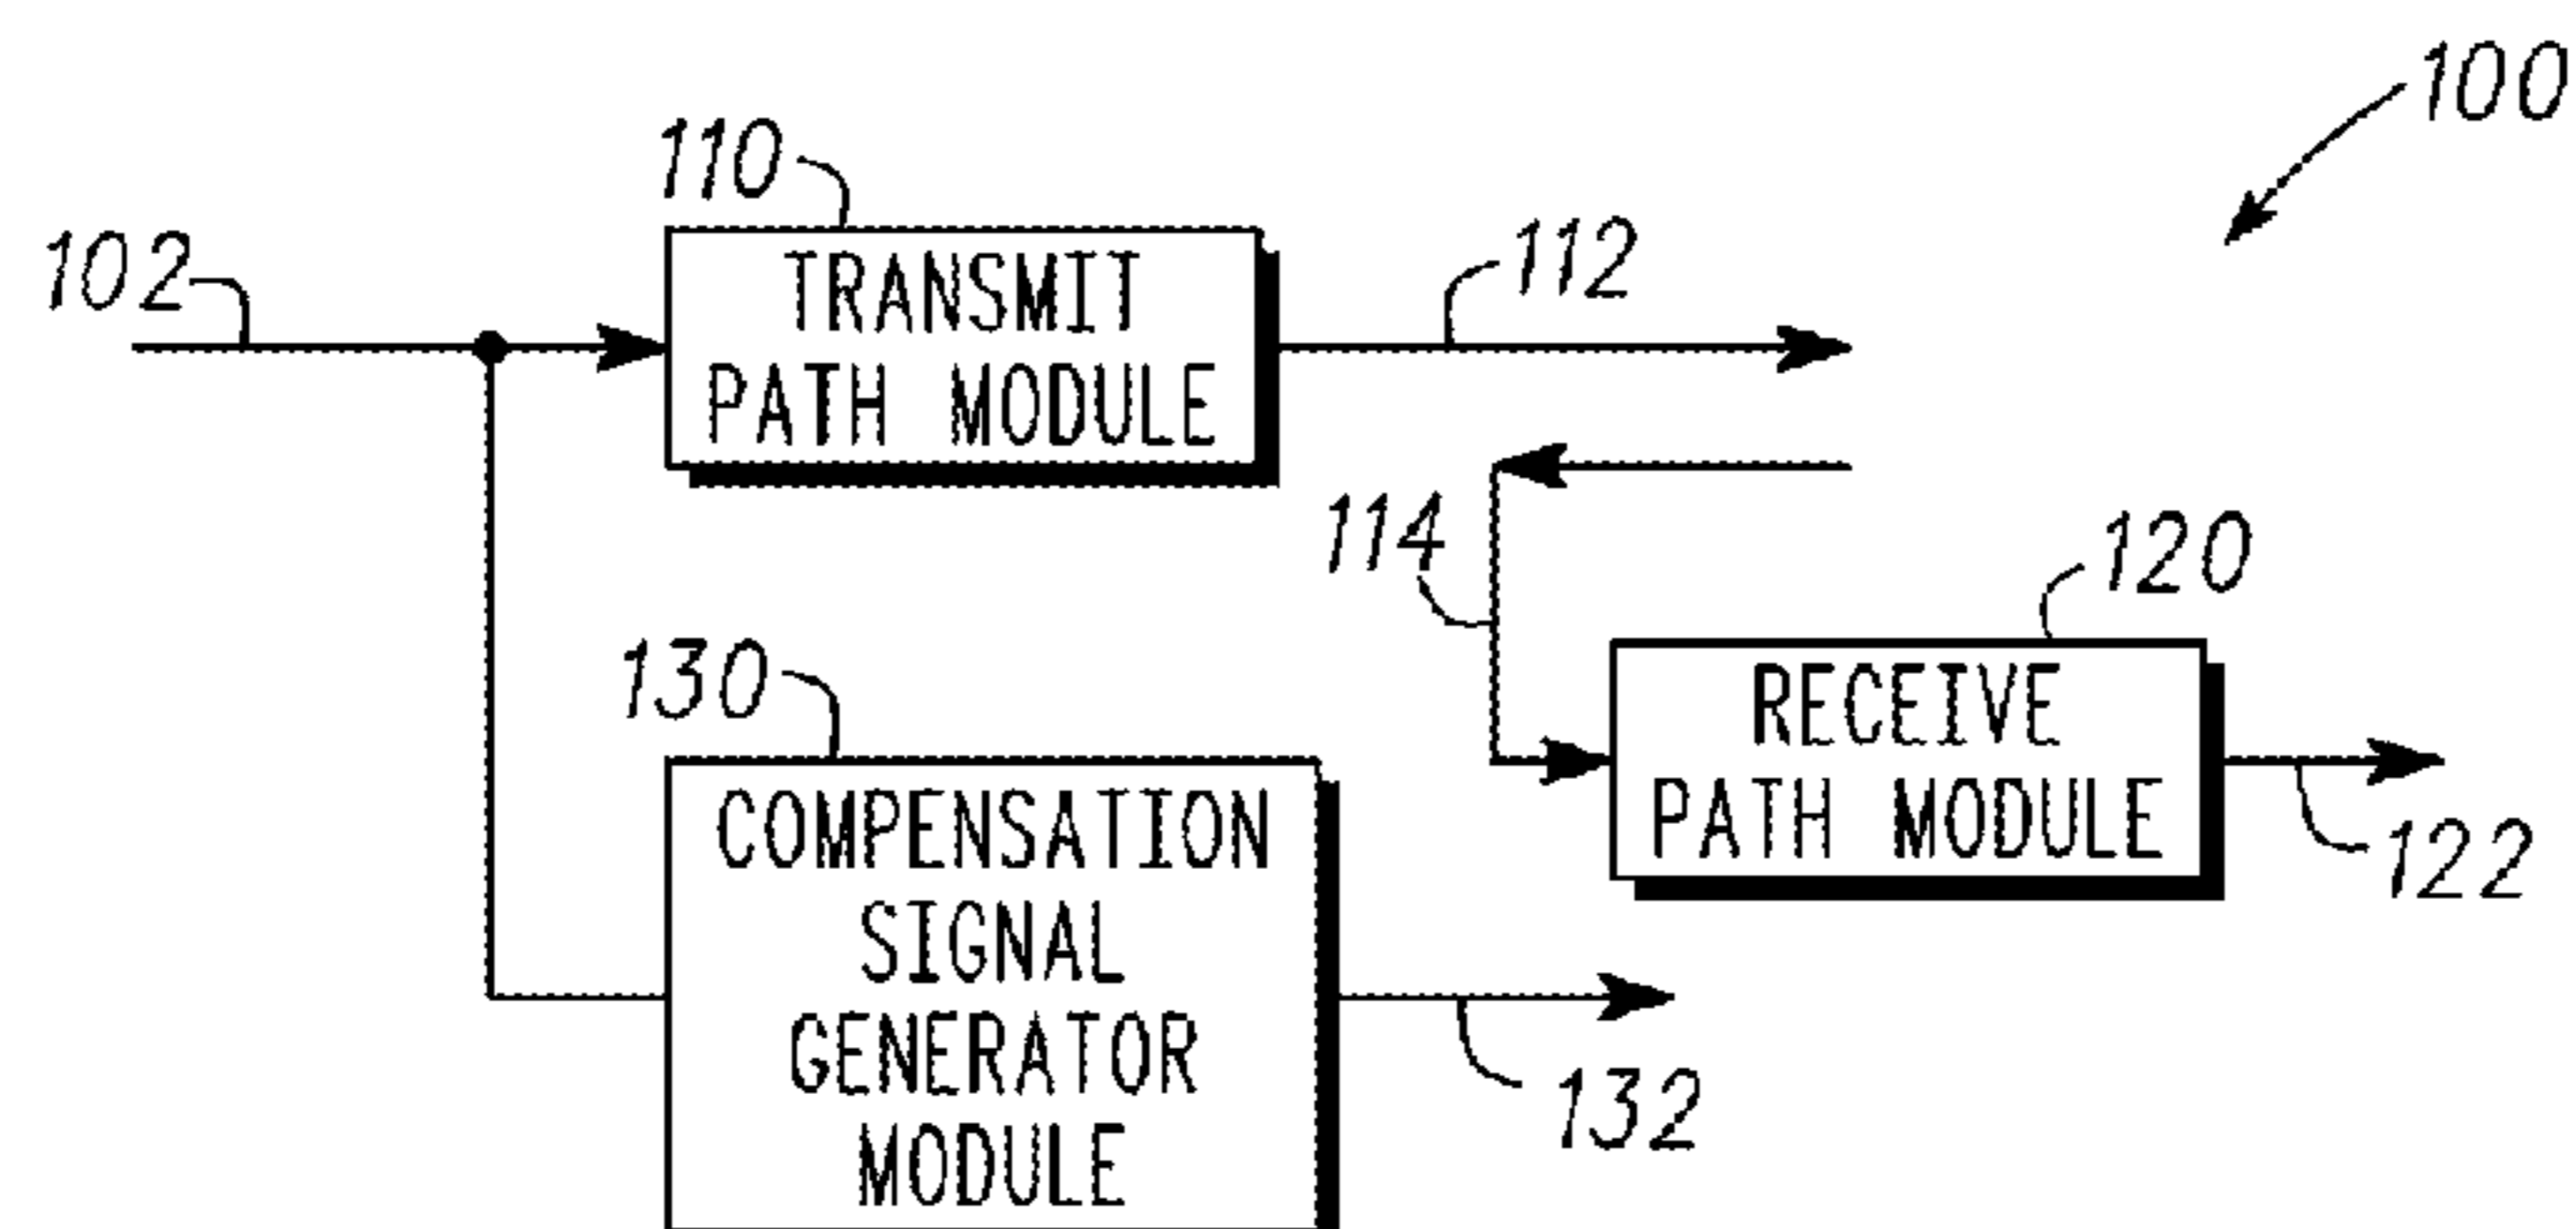 100
110
102
TRANSMIT
PATH MODULE
112
114
120
130
RECEIVE
PATH MODULE
122
COMPENSATION
SIGNAL
GENERATOR
MODULE
132